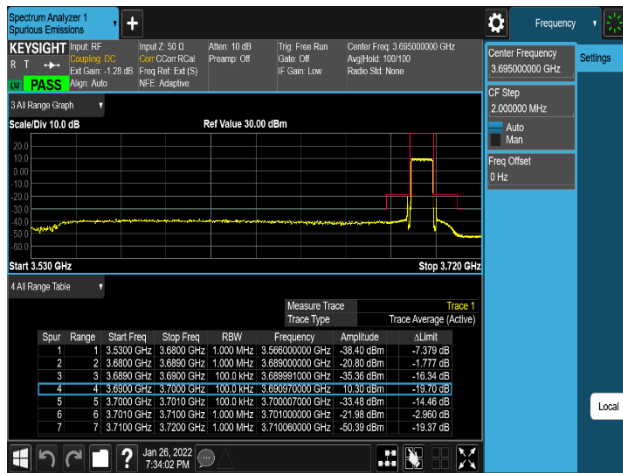 Spectrum Analyzer 1
Spurious Emissions
Frequency
KEYSIGHT Input: RF Input Z: 50 Ω Atten: 10 dB Trig: Free Run Center Freq: 3.695000000 GHz
R T Coupling: DC Corr CCorr RCal Preamp: Off Gate: Off Avg|Hold: 100/100
Ext Gain: -1.28 dB Freq Ref: Ext (S) IF Gain: Low Radio Std: None
PASS Align: Auto NFE: Adaptive
Center Frequency
3.695000000 GHz
Settings
CF Step
2.000000 MHz
Auto
Man
Freq Offset
0 Hz
3 All Range Graph
Scale/Div 10.0 dB Ref Value 30.00 dBm
20.0
10.0
0.00
-10.0
-20.0
-30.0
-40.0
-50.0
-60.0
Start 3.530 GHz Stop 3.720 GHz
4 All Range Table
Measure Trace Trace 1
Trace Type Trace Average (Active)
Spur Range Start Freq Stop Freq RBW Frequency Amplitude ΔLimit
1 1 3.5300 GHz 3.6800 GHz 1.000 MHz 3.566000000 GHz -38.40 dBm -7.379 dB
2 2 3.6800 GHz 3.6890 GHz 1.000 MHz 3.689000000 GHz -20.80 dBm -1.777 dB
3 3 3.6890 GHz 3.6900 GHz 100.0 kHz 3.689991000 GHz -35.36 dBm -16.34 dB
4 4 3.6900 GHz 3.7000 GHz 100.0 kHz 3.690970000 GHz 10.30 dBm -19.70 dB
5 5 3.7000 GHz 3.7010 GHz 100.0 kHz 3.700007000 GHz -33.48 dBm -14.46 dB
6 6 3.7010 GHz 3.7100 GHz 1.000 MHz 3.701000000 GHz -21.98 dBm -2.960 dB
7 7 3.7100 GHz 3.7200 GHz 1.000 MHz 3.710060000 GHz -50.39 dBm -19.37 dB
Local
Jan 26, 2022
7:34:02 PM